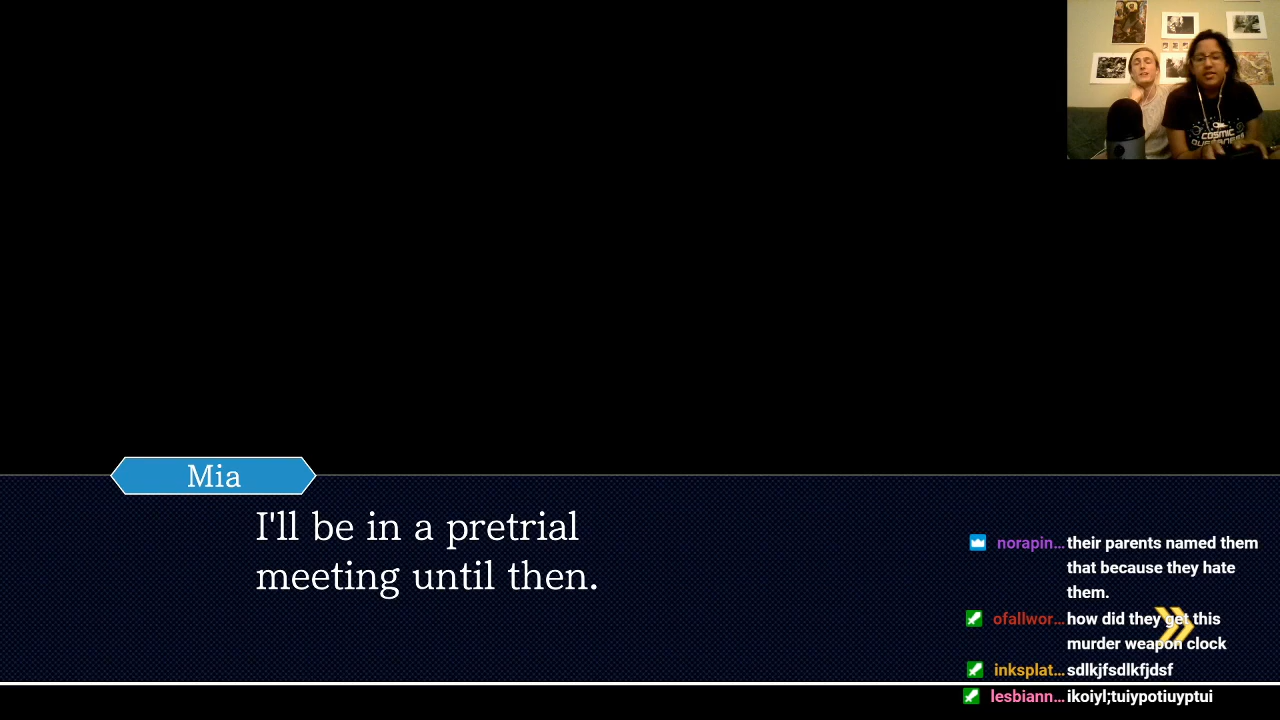 COSMIC
Mia
I'll be in a pretrial
meeting until then.
norapin… their parents named them
that because they hate
them.
ofallwor… how did they get this
murder weapon clock
inksplat… sdlkjfsdlkfjdsf
lesbiann… ikoiyl;tuiypotiuyptui